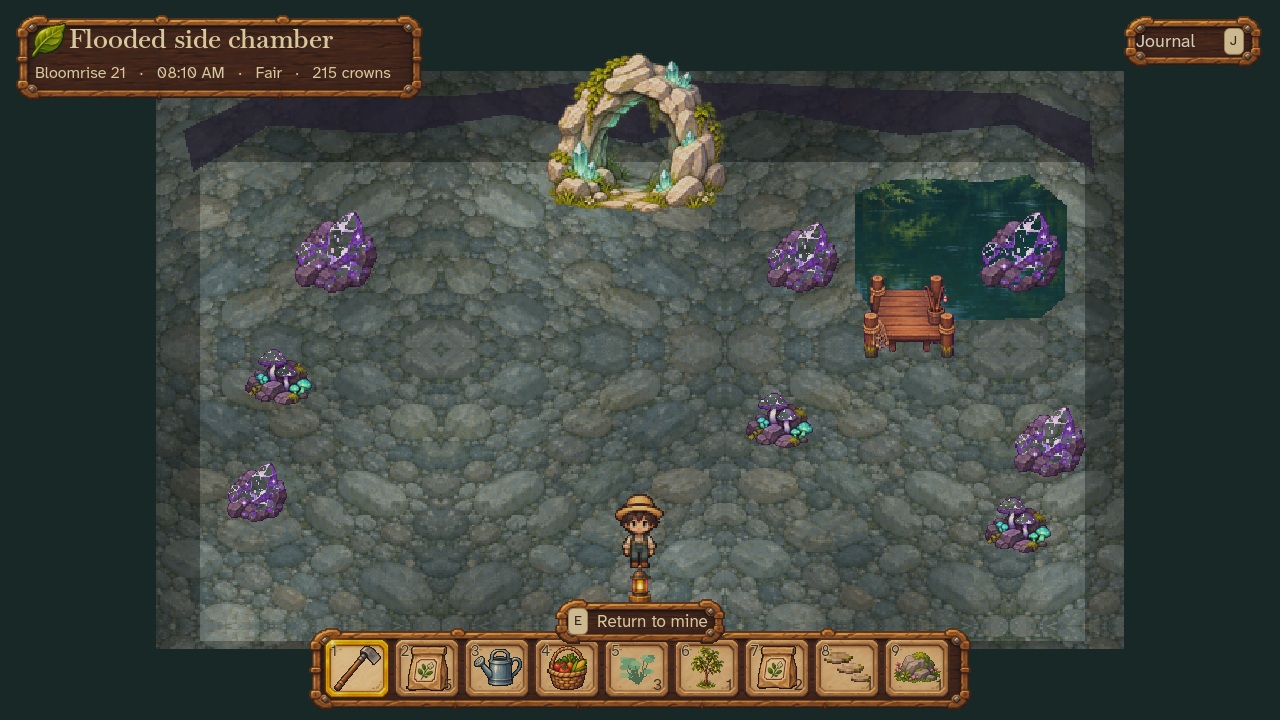 Flooded side chamber
Bloomrise 21 · 08:10 AM · Fair · 215 crowns
Journal J
E Return to mine
1 2 3 4 5 6 7 8 9
5 3 1 2 1